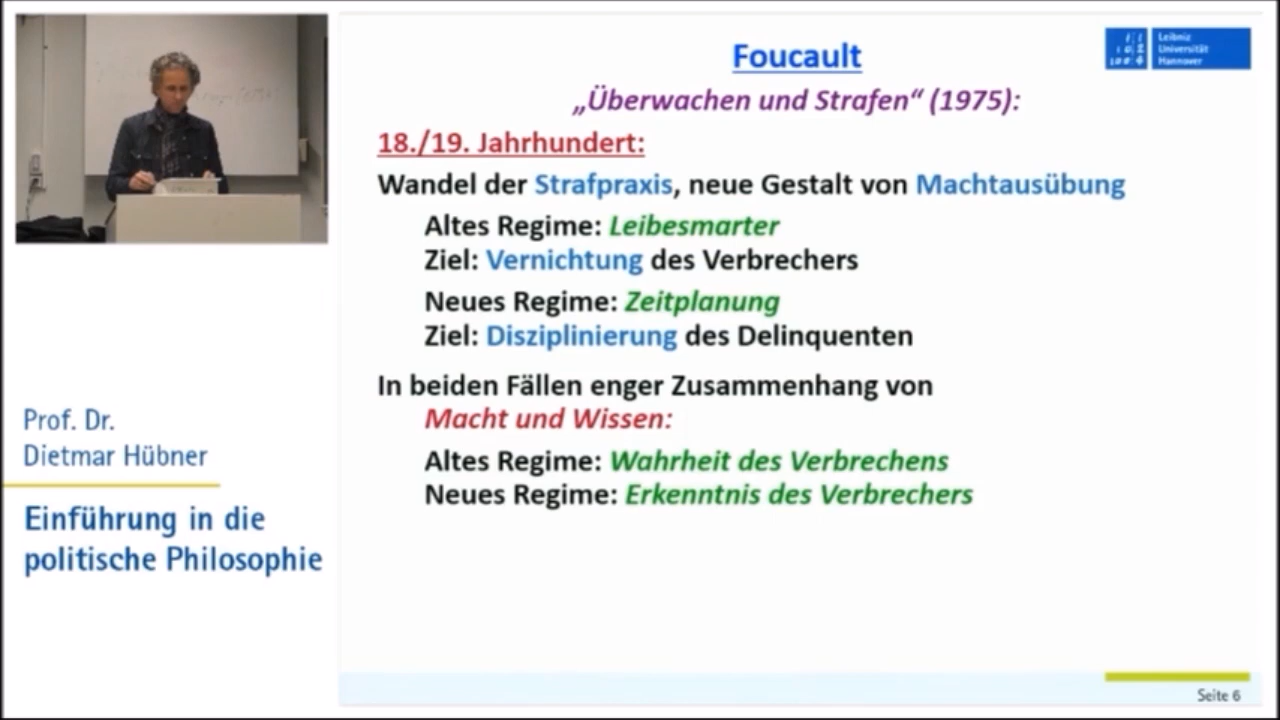 Foucault
„Überwachen und Strafen“ (1975):
18./19. Jahrhundert:
Wandel der Strafpraxis, neue Gestalt von Machtausübung
Altes Regime: Leibesmarter
Ziel: Vernichtung des Verbrechers
Neues Regime: Zeitplanung
Ziel: Disziplinierung des Delinquenten
In beiden Fällen enger Zusammenhang von
Macht und Wissen:
Altes Regime: Wahrheit des Verbrechens
Neues Regime: Erkenntnis des Verbrechers
Leibniz
Universität
Hannover
Prof. Dr.
Dietmar Hübner
Einführung in die
politische Philosophie
Seite 6